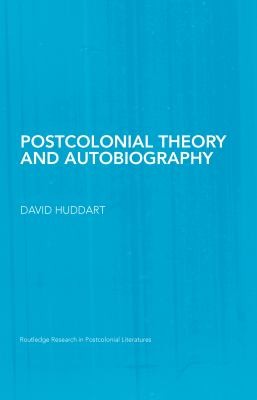 POSTCOLONIAL THEORY
AND AUTOBIOGRAPHY
DAVID HUDDART
Routledge Research in Postcolonial Literatures